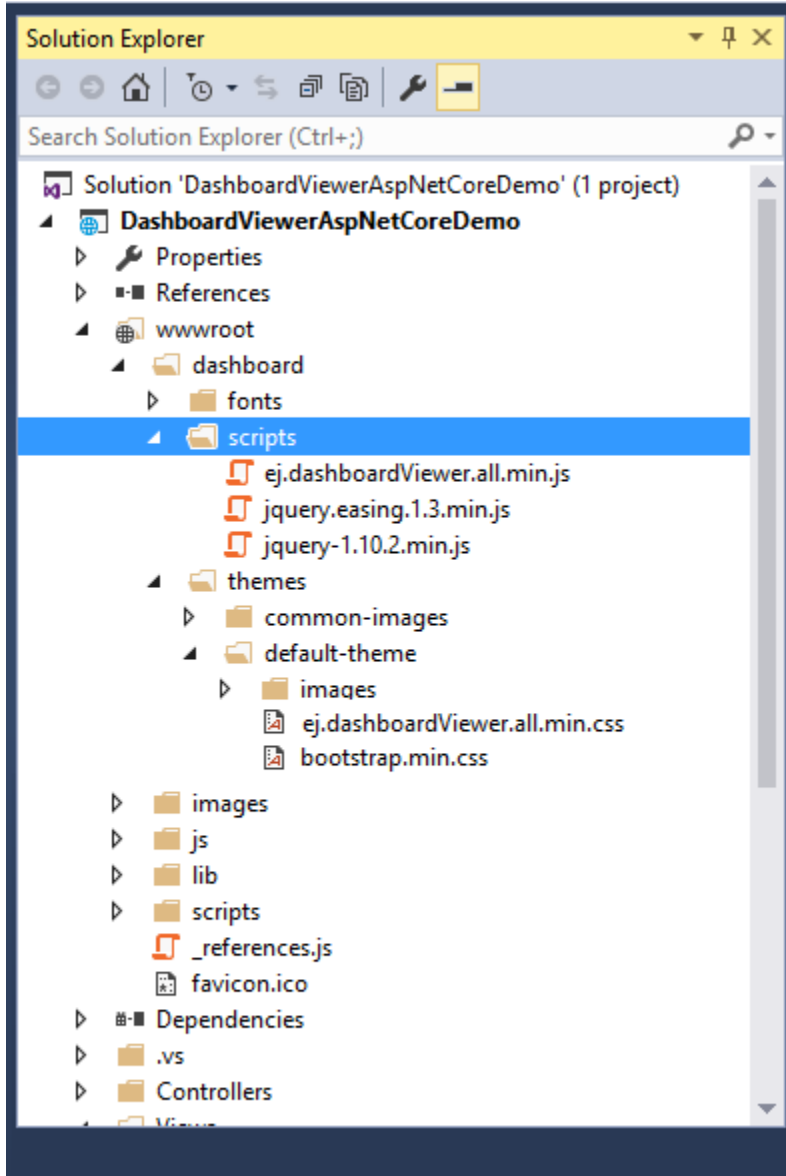 Solution Explorer
Search Solution Explorer (Ctrl+;)
Solution 'DashboardViewerAspNetCoreDemo' (1 project)
DashboardViewerAspNetCoreDemo
Properties
References
wwwroot
dashboard
fonts
scripts
ej.dashboardViewer.all.min.js
jquery.easing.1.3.min.js
jquery-1.10.2.min.js
themes
common-images
default-theme
images
ej.dashboardViewer.all.min.css
bootstrap.min.css
images
js
lib
scripts
_references.js
favicon.ico
Dependencies
.vs
Controllers
Views